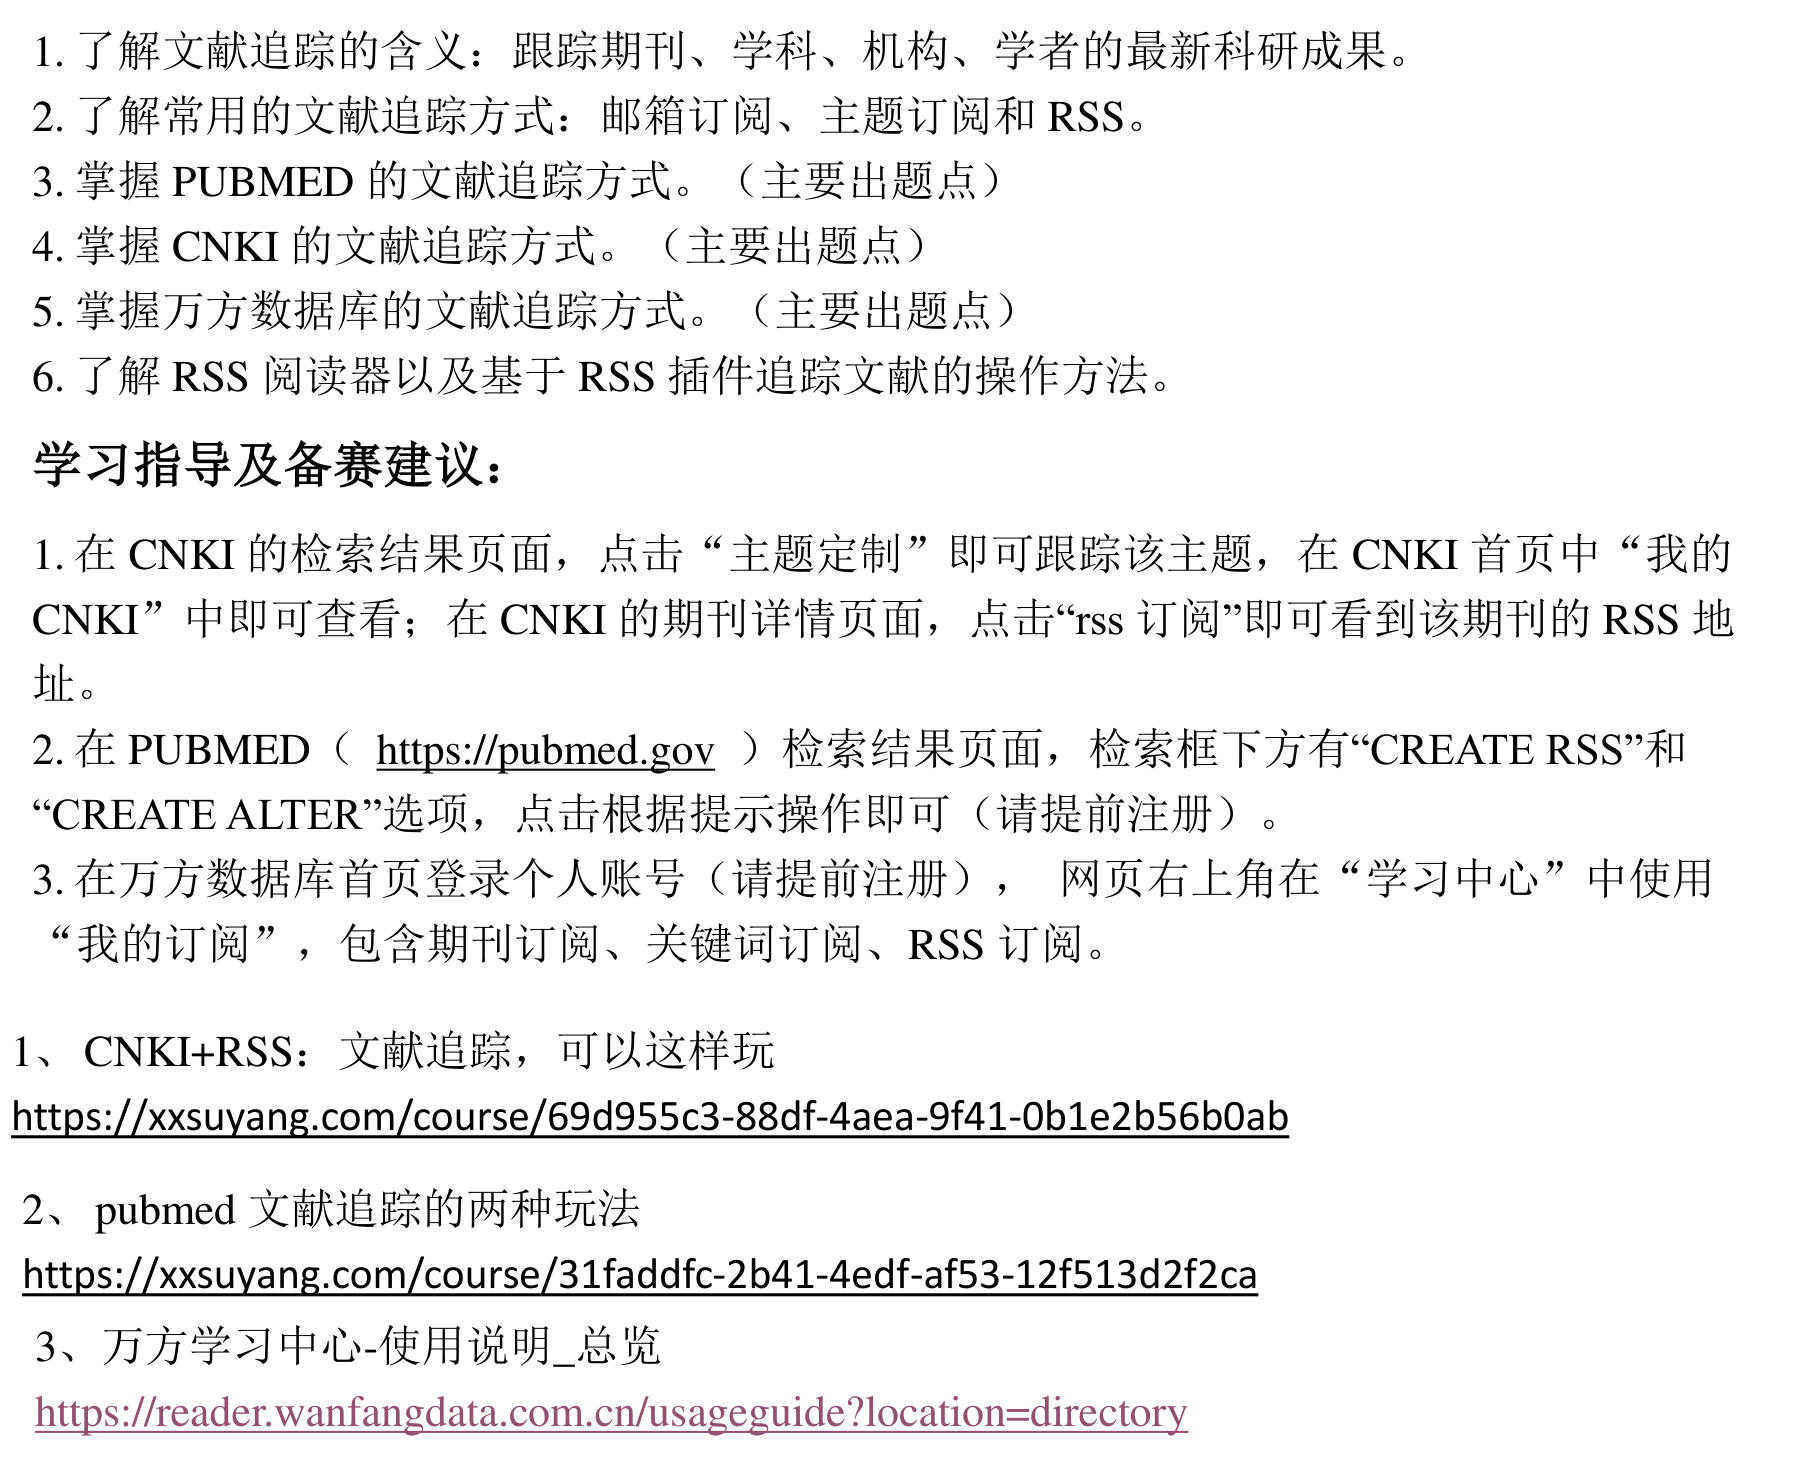 1. 了解文献追踪的含义：跟踪期刊、学科、机构、学者的最新科研成果。
2. 了解常用的文献追踪方式：邮箱订阅、主题订阅和 RSS。
3. 掌握 PUBMED 的文献追踪方式。（主要出题点）
4. 掌握 CNKI 的文献追踪方式。（主要出题点）
5. 掌握万方数据库的文献追踪方式。（主要出题点）
6. 了解 RSS 阅读器以及基于 RSS 插件追踪文献的操作方法。
学习指导及备赛建议：
1. 在 CNKI 的检索结果页面，点击“主题定制”即可跟踪该主题，在 CNKI 首页中“我的
CNKI”中即可查看；在 CNKI 的期刊详情页面，点击“rss 订阅”即可看到该期刊的 RSS 地
址。
2. 在 PUBMED（ https://pubmed.gov ）检索结果页面，检索框下方有“CREATE RSS”和
“CREATE ALTER”选项，点击根据提示操作即可（请提前注册）。
3. 在万方数据库首页登录个人账号（请提前注册）， 网页右上角在“学习中心”中使用
“我的订阅”，包含期刊订阅、关键词订阅、RSS 订阅。
1、 CNKI+RSS：文献追踪，可以这样玩
https://xxsuyang.com/course/69d955c3-88df-4aea-9f41-0b1e2b56b0ab
2、 pubmed 文献追踪的两种玩法
https://xxsuyang.com/course/31faddfc-2b41-4edf-af53-12f513d2f2ca
3、万方学习中心-使用说明_总览
https://reader.wanfangdata.com.cn/usageguide?location=directory